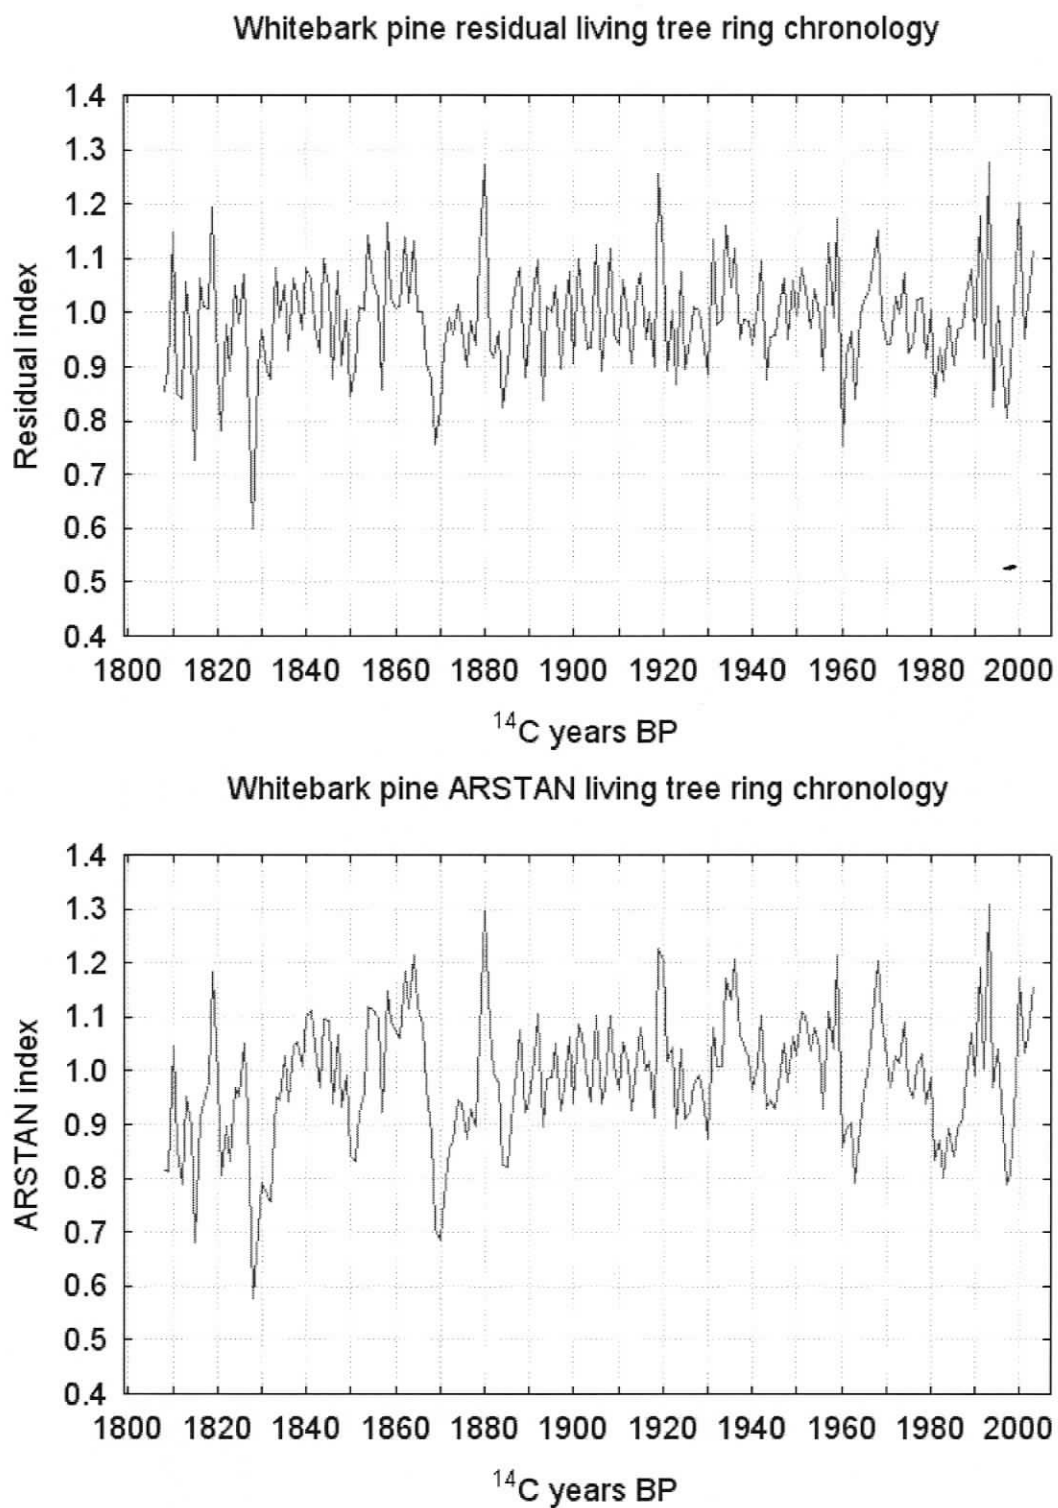 Whitebark pine residual living tree ring chronology
1.4
1.3
1.2
1.1
1.0
0.9
0.8
0.7
0.6
0.5
0.4
Residual index
1800 1820 1840 1860 1880 1900 1920 1940 1960 1980 2000
¹⁴C years BP
Whitebark pine ARSTAN living tree ring chronology
1.4
1.3
1.2
1.1
1.0
0.9
0.8
0.7
0.6
0.5
0.4
ARSTAN index
1800 1820 1840 1860 1880 1900 1920 1940 1960 1980 2000
¹⁴C years BP